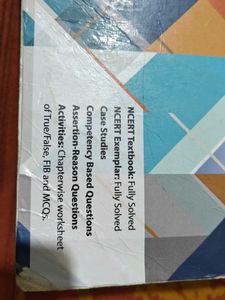 NCERT Textbook: Fully Solved
NCERT Exemplar: Fully Solved
Case Studies
Competency Based Questions
Assertion-Reason Questions
Activities: Chapterwise worksheet
of True/False, FIB and MCQs.